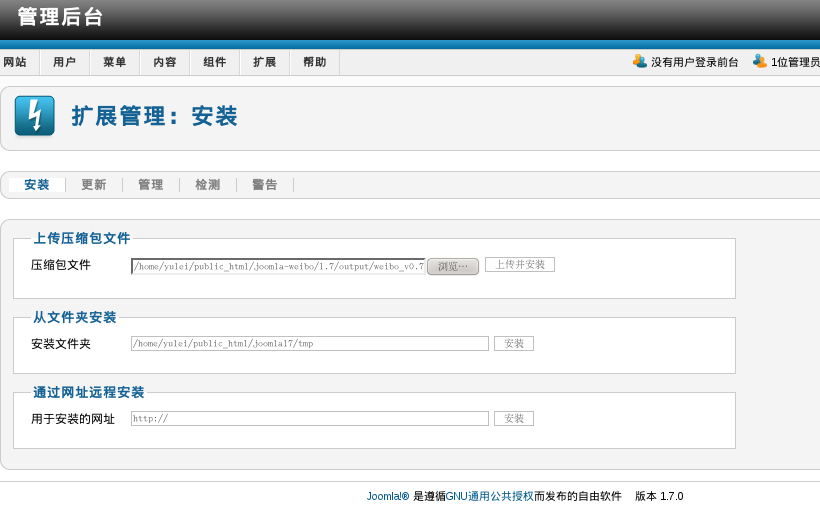 管理后台
网站 用户 菜单 内容 组件 扩展 帮助 没有用户登录前台 1位管理员
扩展管理：安装
安装 更新 管理 检测 警告
上传压缩包文件
压缩包文件 /home/yulei/public_html/joomla-weibo/1.7/output/weibo_v0.7 浏览… 上传并安装
从文件夹安装
安装文件夹 /home/yulei/public_html/joomla17/tmp 安装
通过网址远程安装
用于安装的网址 http:// 安装
Joomla!® 是遵循GNU通用公共授权而发布的自由软件 版本 1.7.0